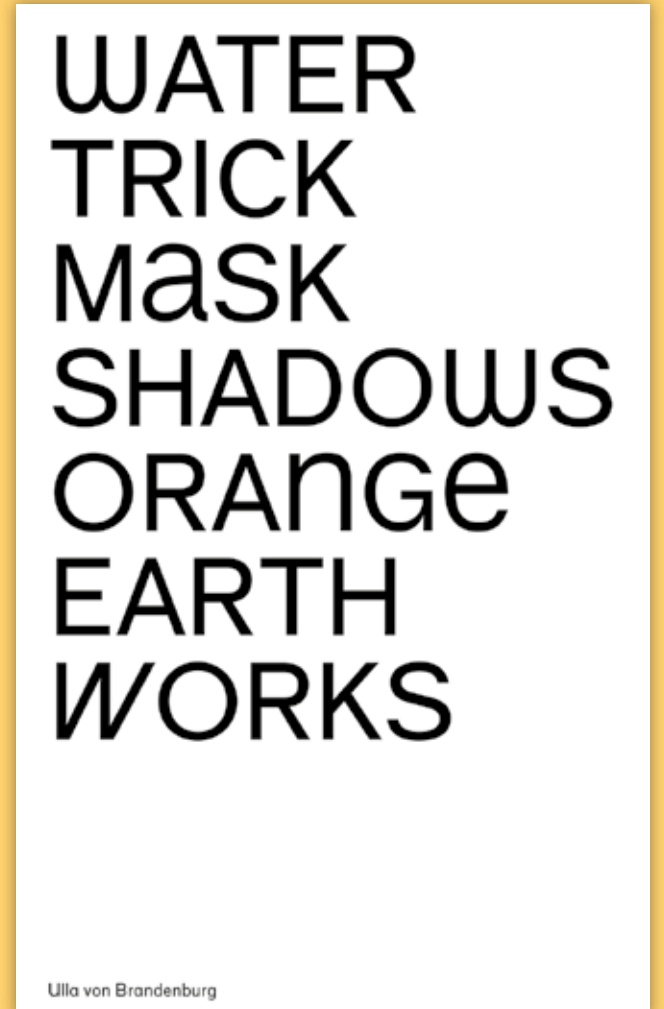 WATER
TRICK
MaSK
SHADOWS
ORAnGe
EARTH
WORKS
Ulla von Brandenburg